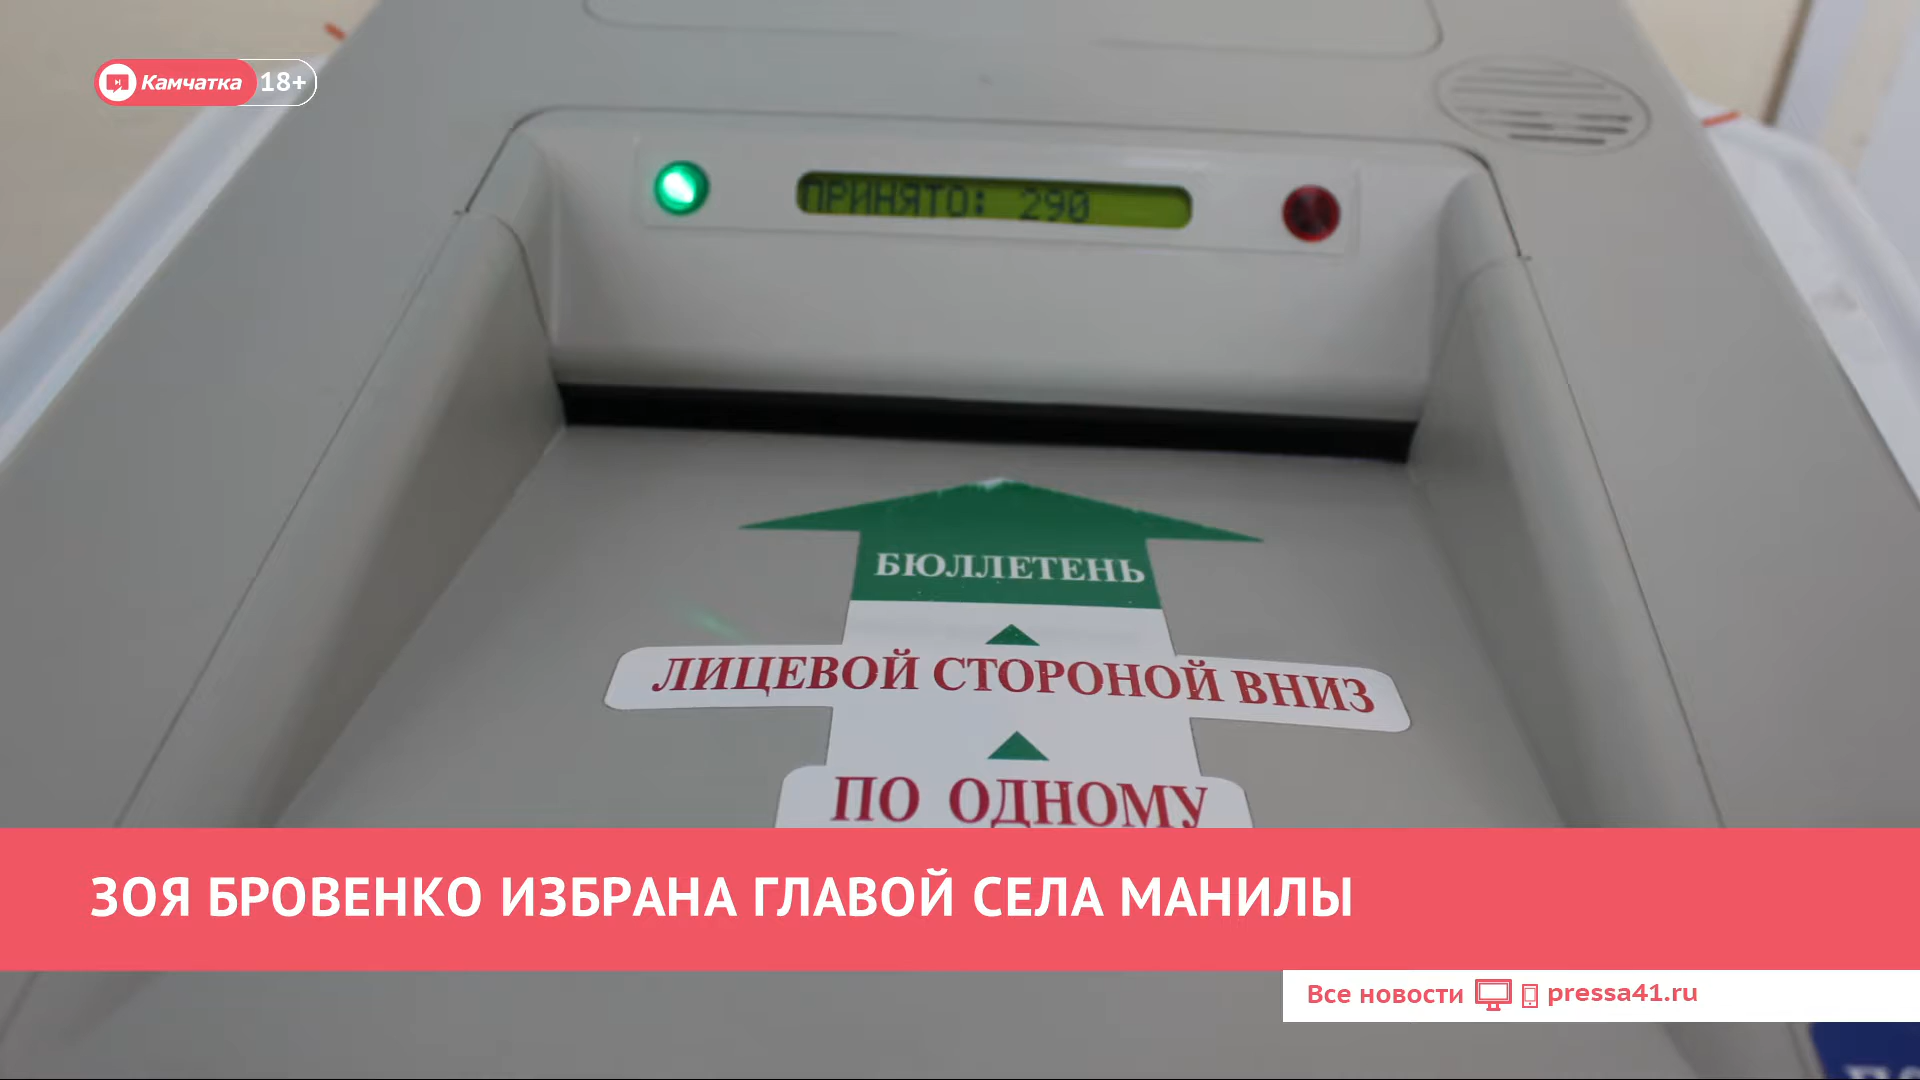 Камчатка 18+
ПРИНЯТО: 290
БЮЛЛЕТЕНЬ
ЛИЦЕВОЙ СТОРОНОЙ ВНИЗ
ПО ОДНОМУ
ЗОЯ БРОВЕНКО ИЗБРАНА ГЛАВОЙ СЕЛА МАНИЛЫ
Все новости pressa41.ru